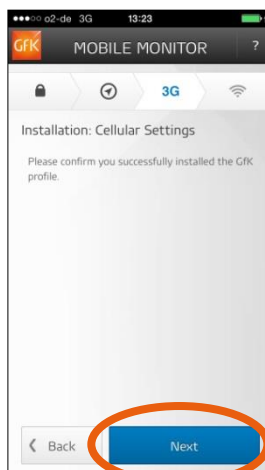 o2-de 3G 13:23
GfK MOBILE MONITOR ?
3G
Installation: Cellular Settings
Please confirm you successfully installed the GfK
profile.
Back Next